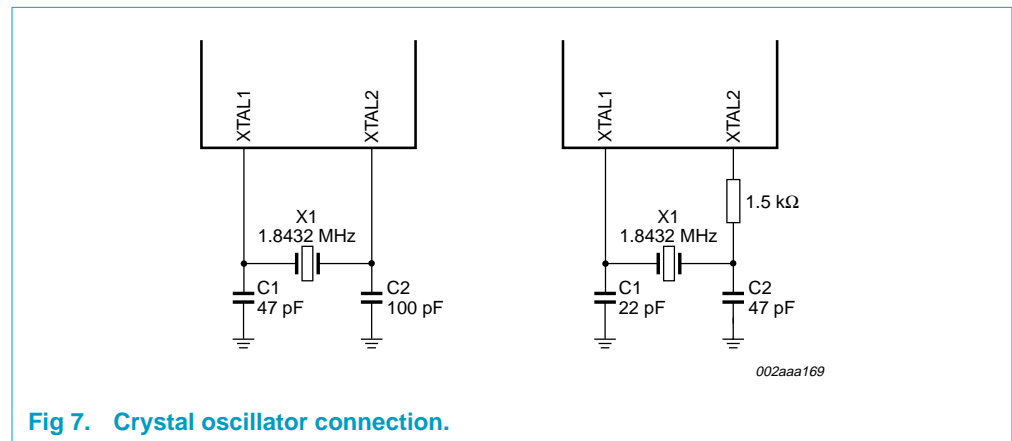 XTAL1
XTAL2
X1
1.8432 MHz
C1
47 pF
C2
100 pF
XTAL1
XTAL2
1.5 kΩ
X1
1.8432 MHz
C1
22 pF
C2
47 pF
002aaa169
Fig 7. Crystal oscillator connection.